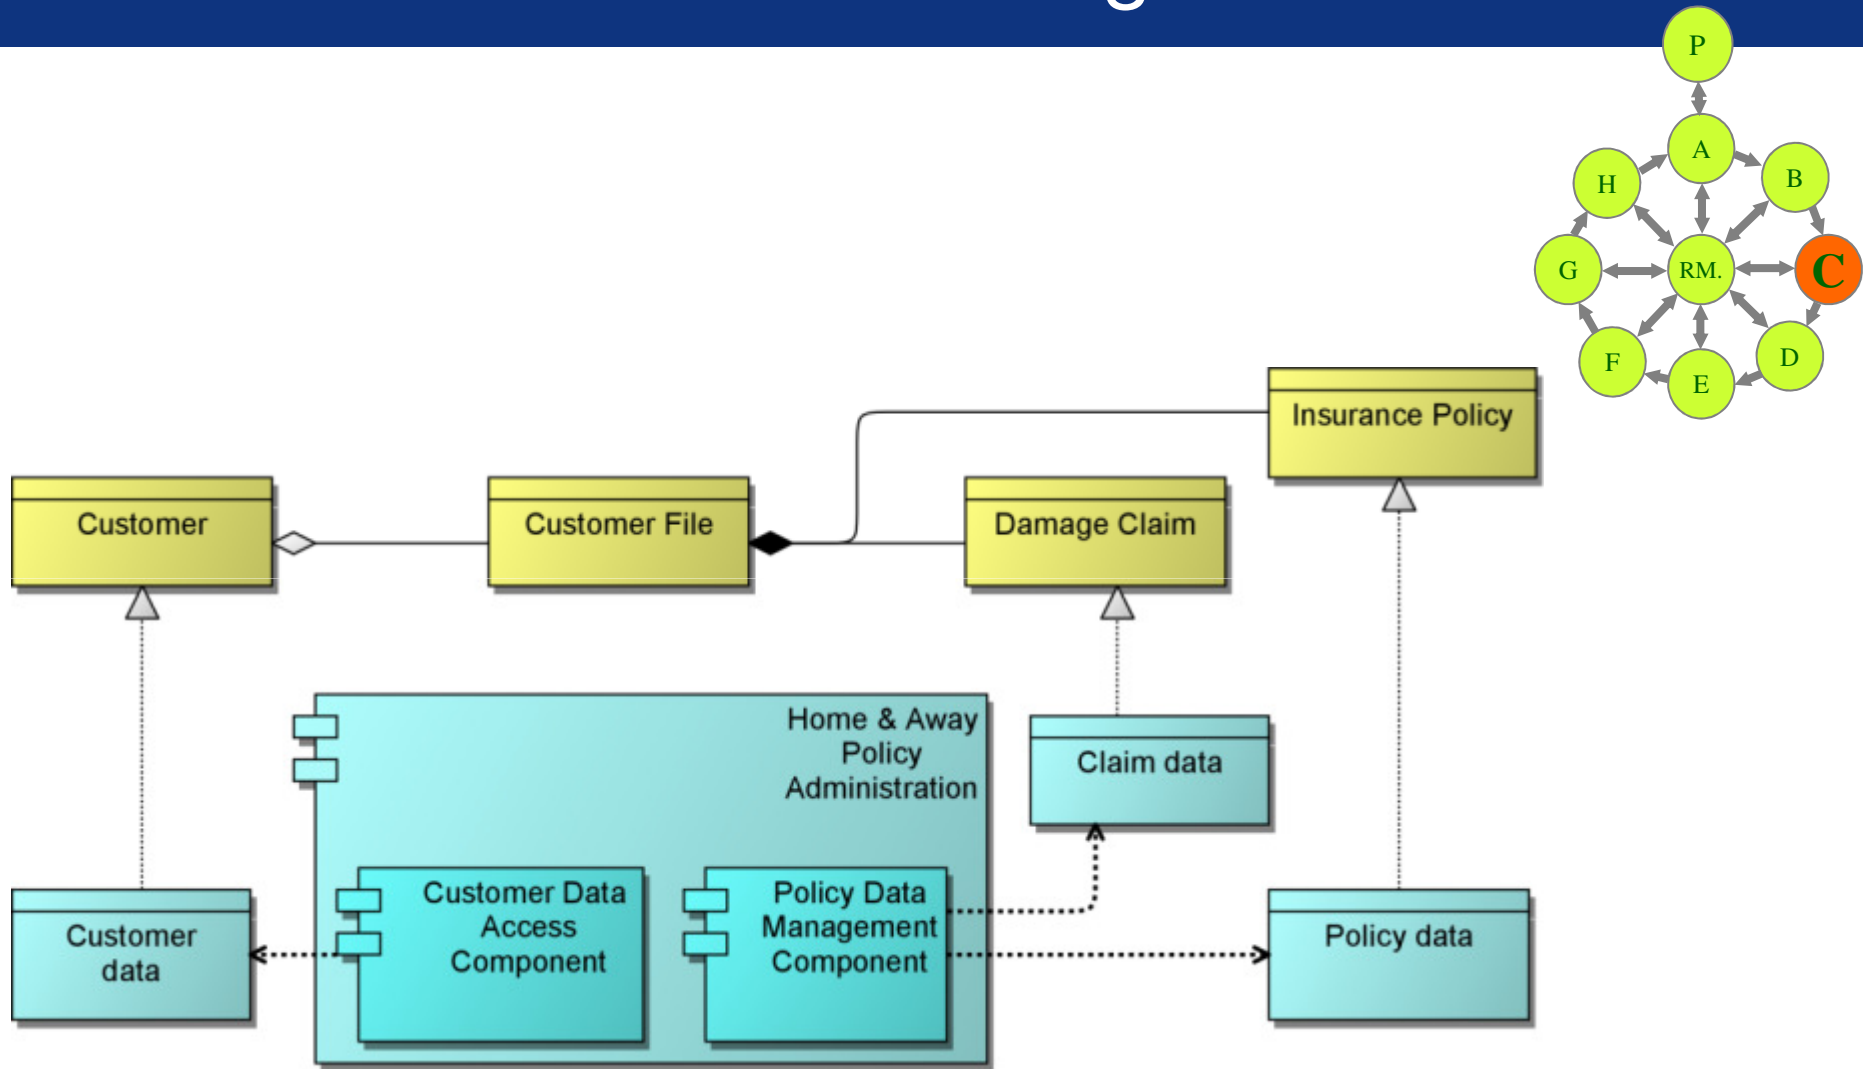 P
A
H
B
G
RM.
C
F
D
E
Insurance Policy
Customer
Customer File
Damage Claim
Home & Away
Policy
Administration
Claim data
Customer Data
Access
Component
Policy Data
Management
Component
Customer
data
Policy data